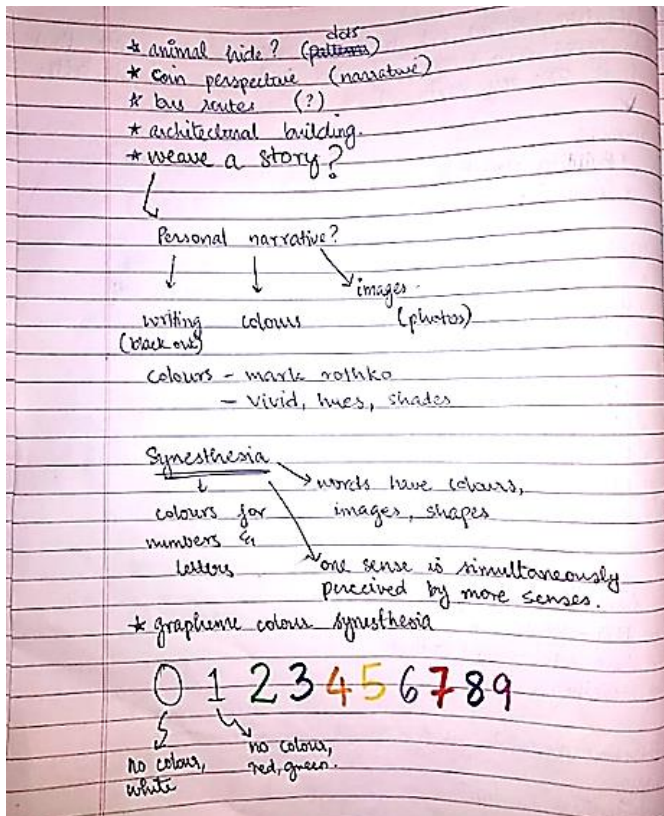 * animal hide? (patterns) dots
* coin perspective (narrative)
* bus routes (?)
* architectonal building.
* weave a story?
Personal narrative?
images.
writing colours (photos)
(black out)
colours - mark rothko
- vivid, hues, shades
Synesthesia
words have colours,
colours for images, shapes
numbers &
letters one sense is simultaneously
perceived by more senses.
* grapheme colour synesthesia
0 1 2 3 4 5 6 7 8 9
no colour, no colour,
white red, green.